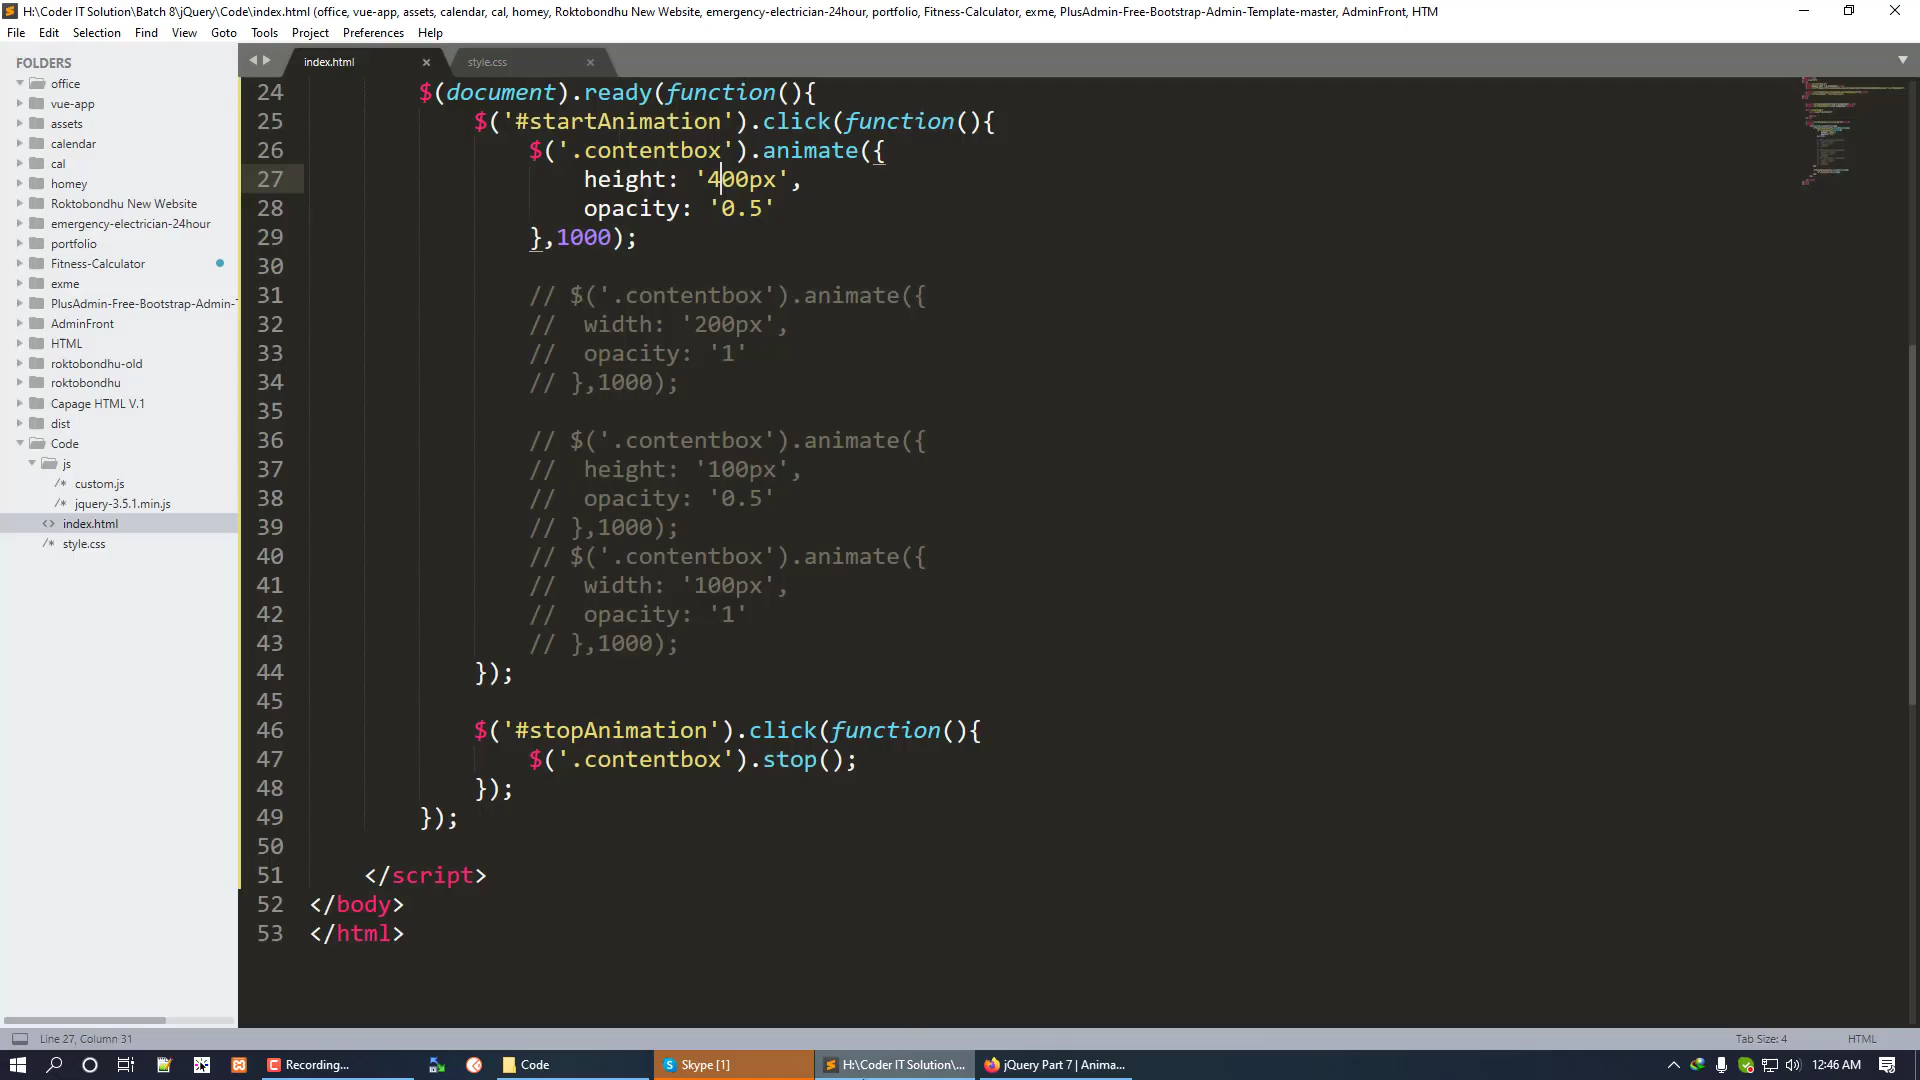 H:\Coder IT Solution\Batch 8\jQuery\Code\index.html (office, vue-app, assets, calendar, cal, homey, Roktobondhu New Website, emergency-electrician-24hour, portfolio, Fitness-Calculator, exme, PlusAdmin-Free-Bootstrap-Admin-Template-master, AdminFront, HTM
File Edit Selection Find View Goto Tools Project Preferences Help
FOLDERS
office
vue-app
assets
calendar
cal
homey
Roktobondhu New Website
emergency-electrician-24hour
portfolio
Fitness-Calculator
exme
PlusAdmin-Free-Bootstrap-Admin-T
AdminFront
HTML
roktobondhu-old
roktobondhu
Capage HTML V.1
dist
Code
js
/* custom.js
/* jquery-3.5.1.min.js
<> index.html
/* style.css
index.html × style.css ×
24 $(document).ready(function(){
25 $('#startAnimation').click(function(){
26 $('.contentbox').animate({
27 height: '400px',
28 opacity: '0.5'
29 },1000);
30
31 // $('.contentbox').animate({
32 // width: '200px',
33 // opacity: '1'
34 // },1000);
35
36 // $('.contentbox').animate({
37 // height: '100px',
38 // opacity: '0.5'
39 // },1000);
40 // $('.contentbox').animate({
41 // width: '100px',
42 // opacity: '1'
43 // },1000);
44 });
45
46 $('#stopAnimation').click(function(){
47 $('.contentbox').stop();
48 });
49 });
50
51 </script>
52 </body>
53 </html>
Line 27, Column 31 Tab Size: 4 HTML
Recording... Code Skype [1] H:\Coder IT Solution\... jQuery Part 7 | Anima... 12:46 AM